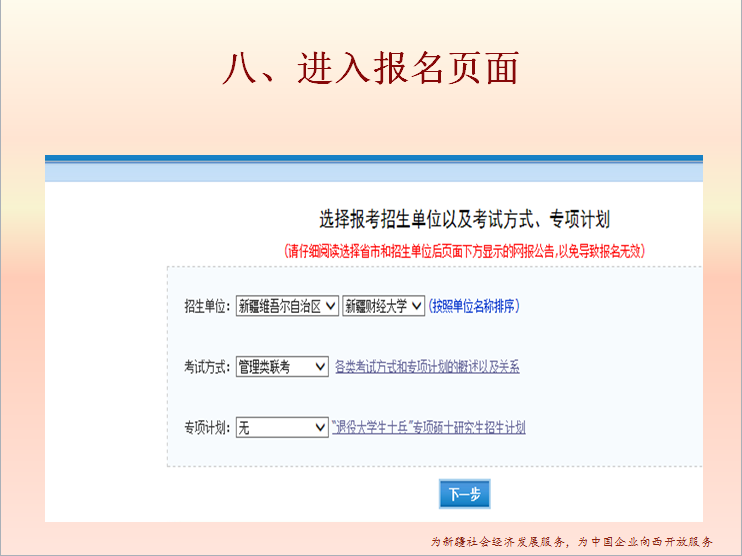 八、进入报名页面
选择报考招生单位以及考试方式、专项计划
(请仔细阅读选择省市和招生单位后页面下方显示的网报公告,以免导致报名无效)
招生单位: 新疆维吾尔自治区 新疆财经大学 (按照单位名称排序)
考试方式: 管理类联考 各类考试方式和专项计划的概述以及关系
专项计划: 无 “退役大学生士兵”专项硕士研究生招生计划
下一步
为新疆社会经济发展服务，为中国企业向西开放服务